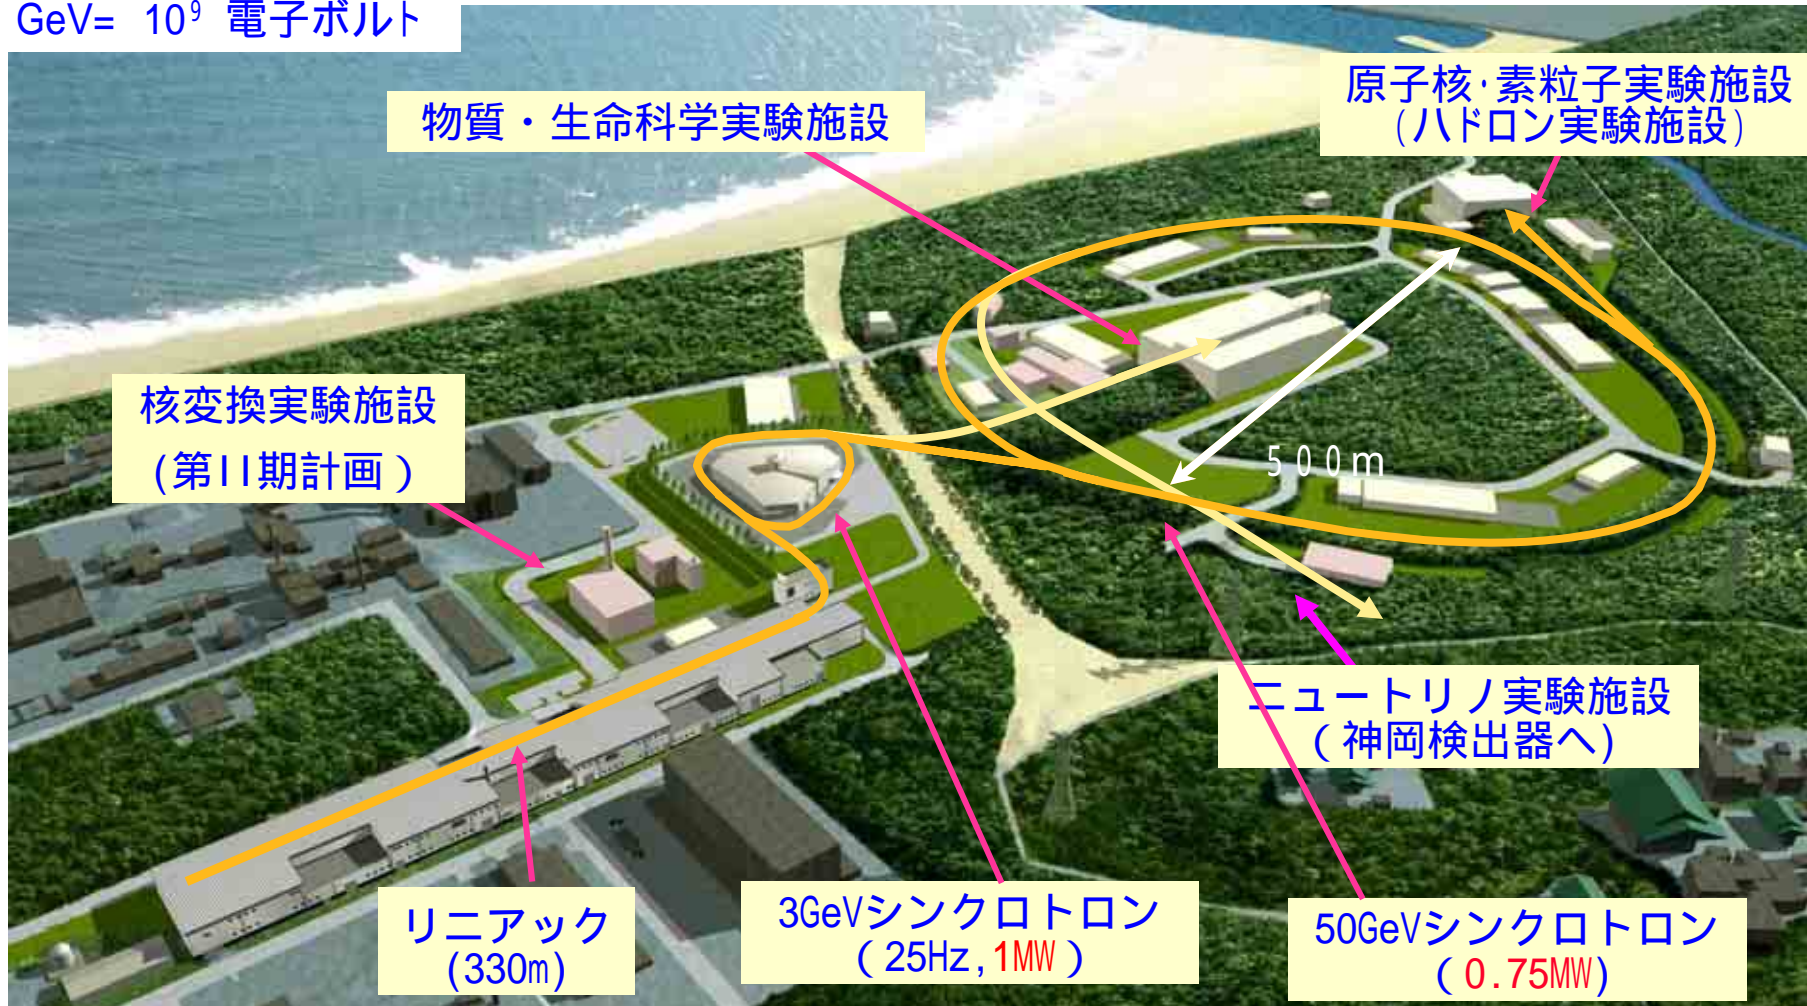 GeV= 10⁹ 電子ボルト
物質・生命科学実験施設
原子核・素粒子実験施設
(ハドロン実験施設)
核変換実験施設
(第II期計画)
500m
ニュートリノ実験施設
(神岡検出器へ)
リニアック
(330m)
3GeVシンクロトロン
(25Hz,1MW)
50GeVシンクロトロン
(0.75MW)